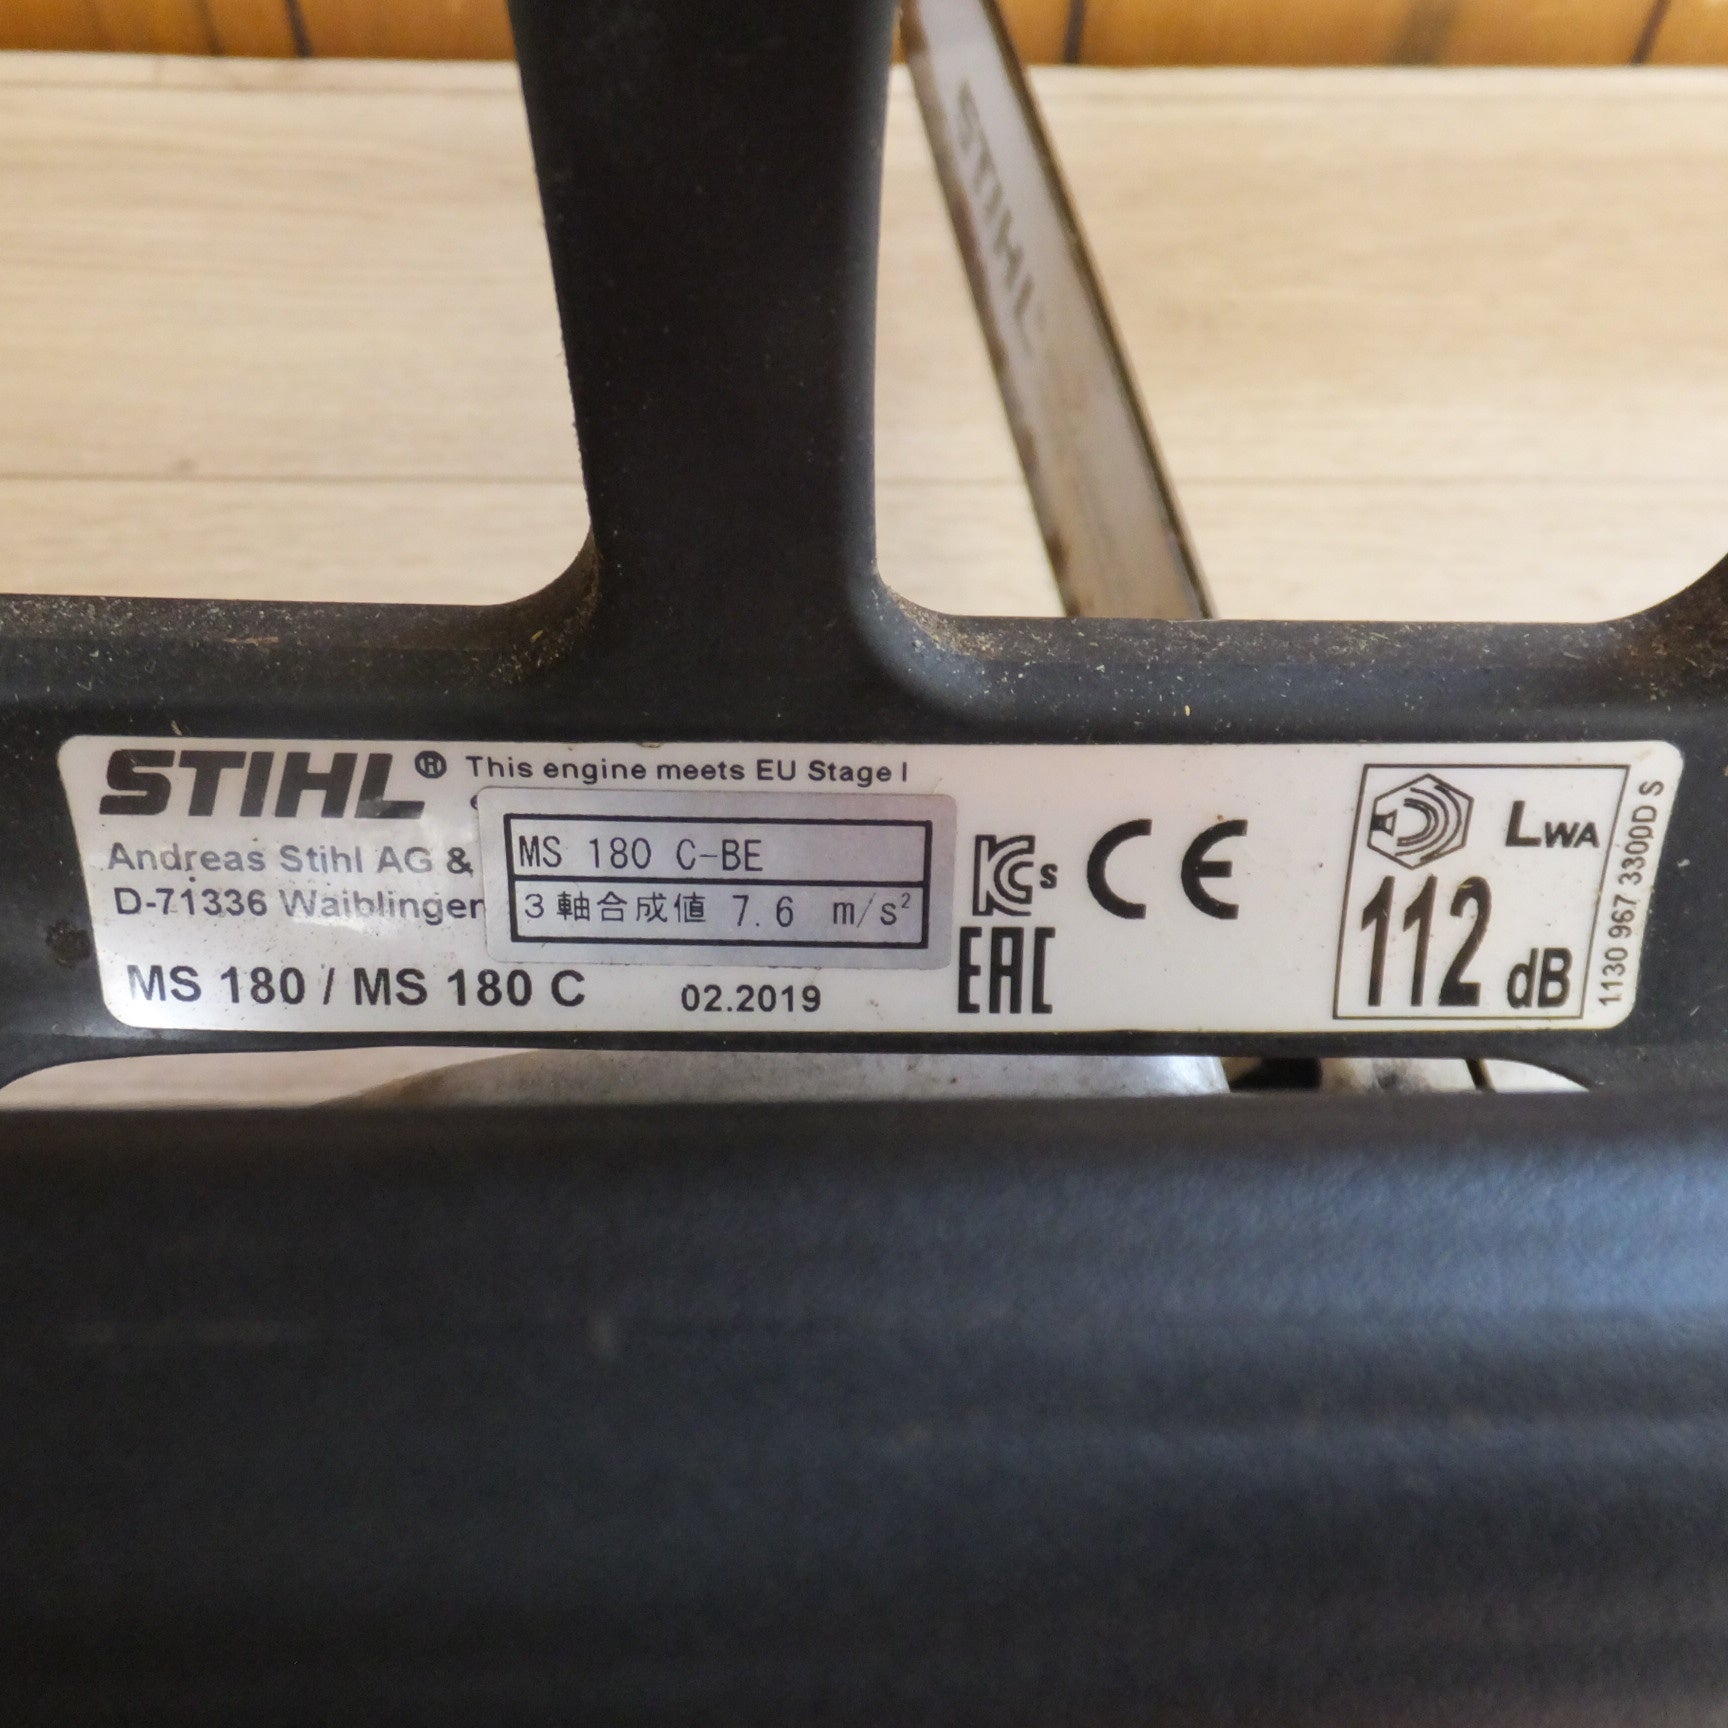 STIHL
STIHL® This engine meets EU Stage I
Andreas Stihl AG &
D-71336 Waiblingen
MS 180 C-BE
3軸合成値 7.6 m/s²
MS 180 / MS 180 C 02.2019
KCs CE
EAC
LWA
112 dB
1130 967 3300D S